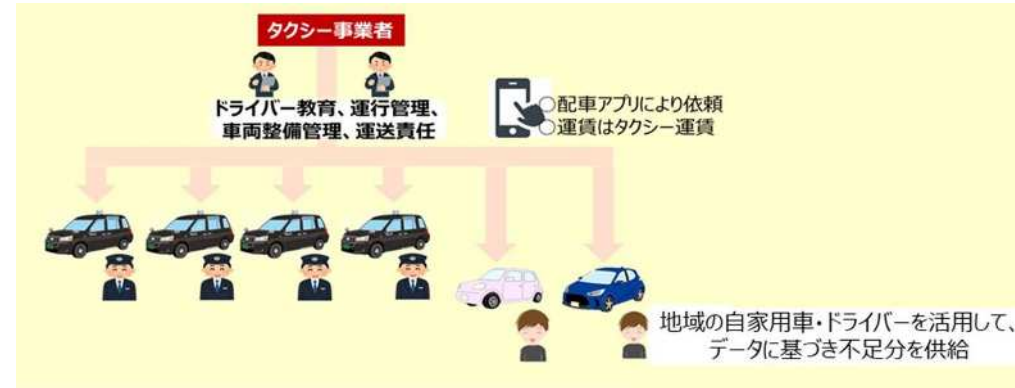 タクシー事業者
ドライバー教育、運行管理、
車両整備管理、運送責任
○配車アプリにより依頼
○運賃はタクシー運賃
地域の自家用車・ドライバーを活用して、
データに基づき不足分を供給